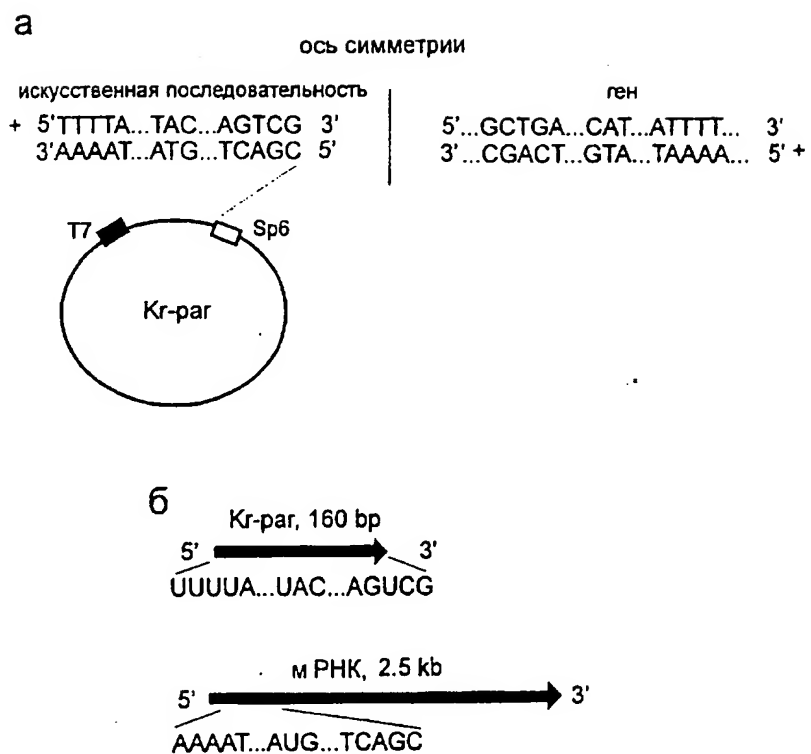 а
ось симметрии
искусственная последовательность
ген
+ 5'TTTTA...TAC...AGTCG 3'
3'AAAAT...ATG...TCAGC 5'
5'...GCTGA...CAT...ATTTT... 3'
3'...CGACT...GTA...TAAAA... 5' +
T7
Sp6
Kr-par
б
Kr-par, 160 bp
5' 3'
UUUUA...UAC...AGUCG
м РНК, 2.5 kb
5' 3'
AAAAT...AUG...TCAGC